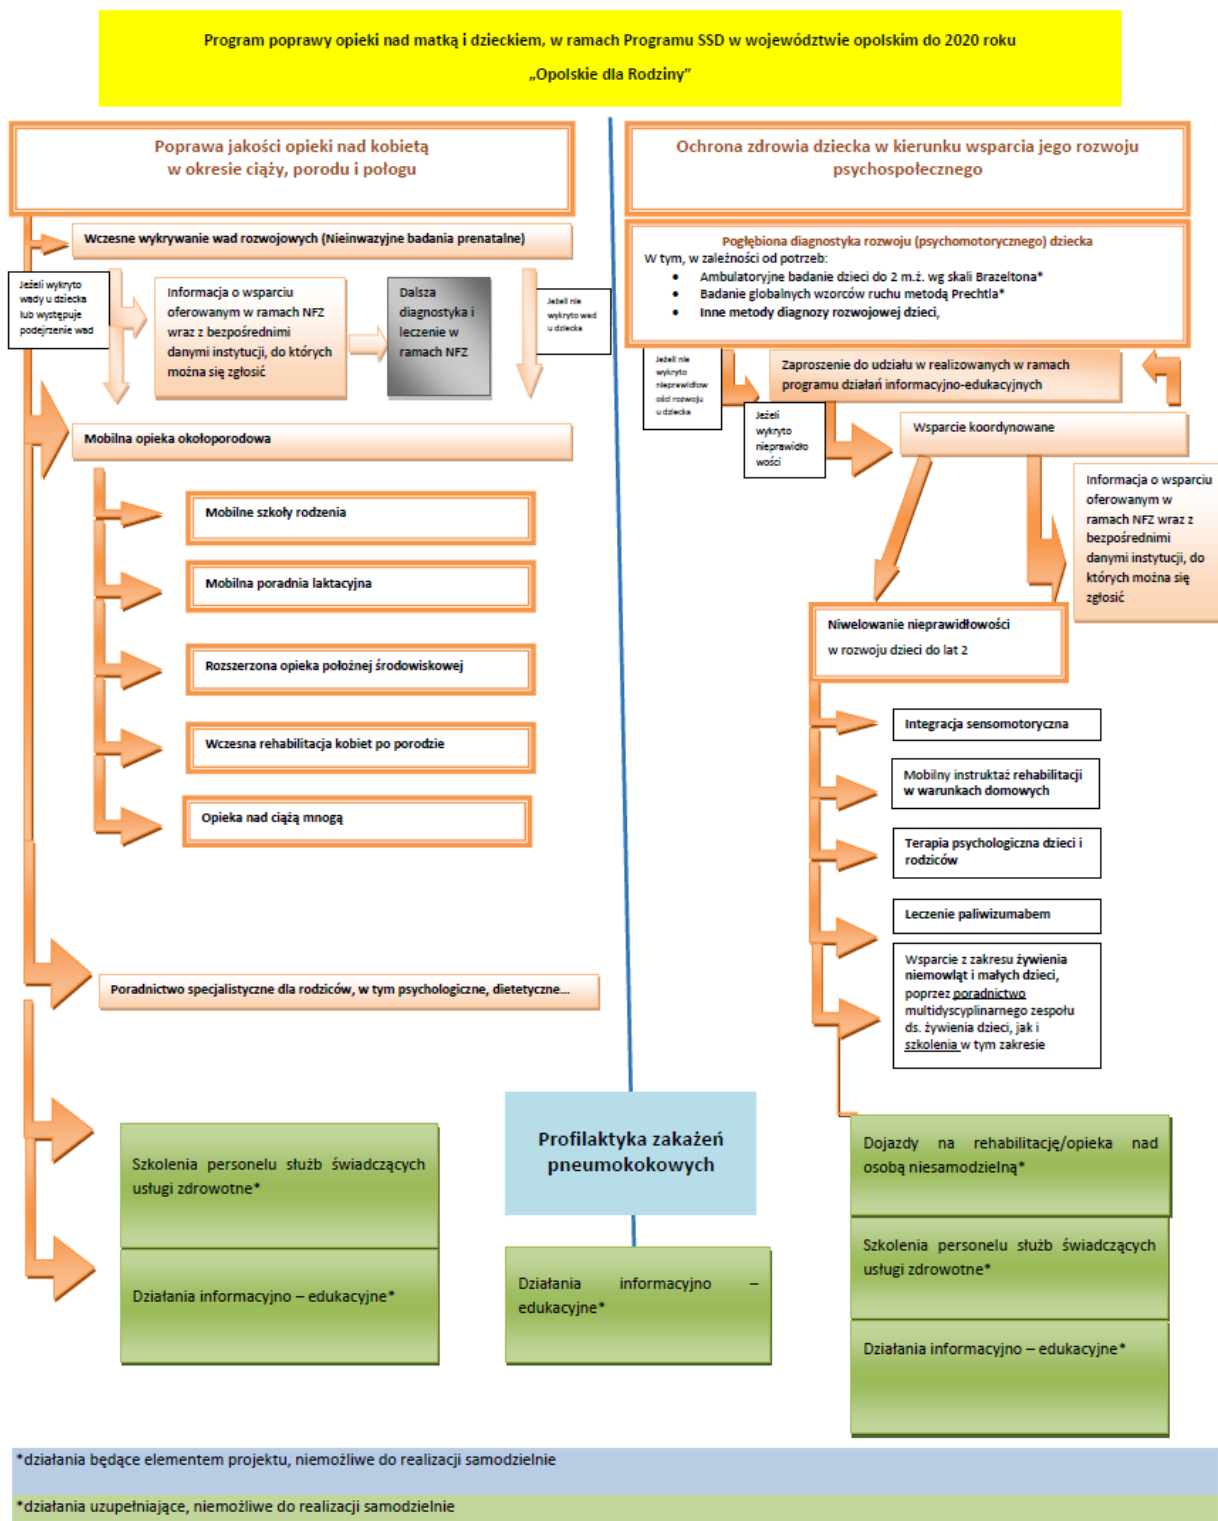 Program poprawy opieki nad matką i dzieckiem, w ramach Programu SSD w województwie opolskim do 2020 roku
„Opolskie dla Rodziny”
Poprawa jakości opieki nad kobietą
w okresie ciąży, porodu i połogu
Wczesne wykrywanie wad rozwojowych (Nieinwazyjne badania prenatalne)
Jeżeli wykryto
wady u dziecka
lub występuje
podejrzenie wad
Informacja o wsparciu
oferowanym w ramach NFZ
wraz z bezpośrednimi
danymi instytucji, do których
można się zgłosić
Dalsza
diagnostyka i
leczenie w
ramach NFZ
Jeżeli nie
wykryto wad
u dziecka
Mobilna opieka okołoporodowa
Mobilne szkoły rodzenia
Mobilna poradnia laktacyjna
Rozszerzona opieka położnej środowiskowej
Wczesna rehabilitacja kobiet po porodzie
Opieka nad ciążą mnogą
Poradnictwo specjalistyczne dla rodziców, w tym psychologiczne, dietetyczne...
Szkolenia personelu służb świadczących
usługi zdrowotne*
Działania informacyjno – edukacyjne*
Ochrona zdrowia dziecka w kierunku wsparcia jego rozwoju
psychospołecznego
Pogłębiona diagnostyka rozwoju (psychomotorycznego) dziecka
W tym, w zależności od potrzeb:
• Ambulatoryjne badanie dzieci do 2 m.ż. wg skali Brazeltona*
• Badanie globalnych wzorców ruchu metodą Prechtla*
• Inne metody diagnozy rozwojowej dzieci,
Jeżeli nie
wykryto
nieprawidłow
ości rozwoju
u dziecka
Zaproszenie do udziału w realizowanych w ramach
programu działań informacyjno-edukacyjnych
Jeżeli
wykryto
nieprawidło
wości
Wsparcie koordynowane
Informacja o wsparciu
oferowanym w
ramach NFZ wraz z
bezpośrednimi
danymi instytucji, do
których można się
zgłosić
Niwelowanie nieprawidłowości
w rozwoju dzieci do lat 2
Integracja sensomotoryczna
Mobilny instruktaż rehabilitacji
w warunkach domowych
Terapia psychologiczna dzieci i
rodziców
Leczenie paliwizumabem
Wsparcie z zakresu żywienia
niemowląt i małych dzieci,
poprzez poradnictwo
multidyscyplinarnego zespołu
ds. żywienia dzieci, jak i
szkolenia w tym zakresie
Dojazdy na rehabilitację/opieka nad
osobą niesamodzielną*
Szkolenia personelu służb świadczących
usługi zdrowotne*
Działania informacyjno – edukacyjne*
Profilaktyka zakażeń
pneumokokowych
Działania informacyjno –
edukacyjne*
*działania będące elementem projektu, niemożliwe do realizacji samodzielnie
*działania uzupełniające, niemożliwe do realizacji samodzielnie